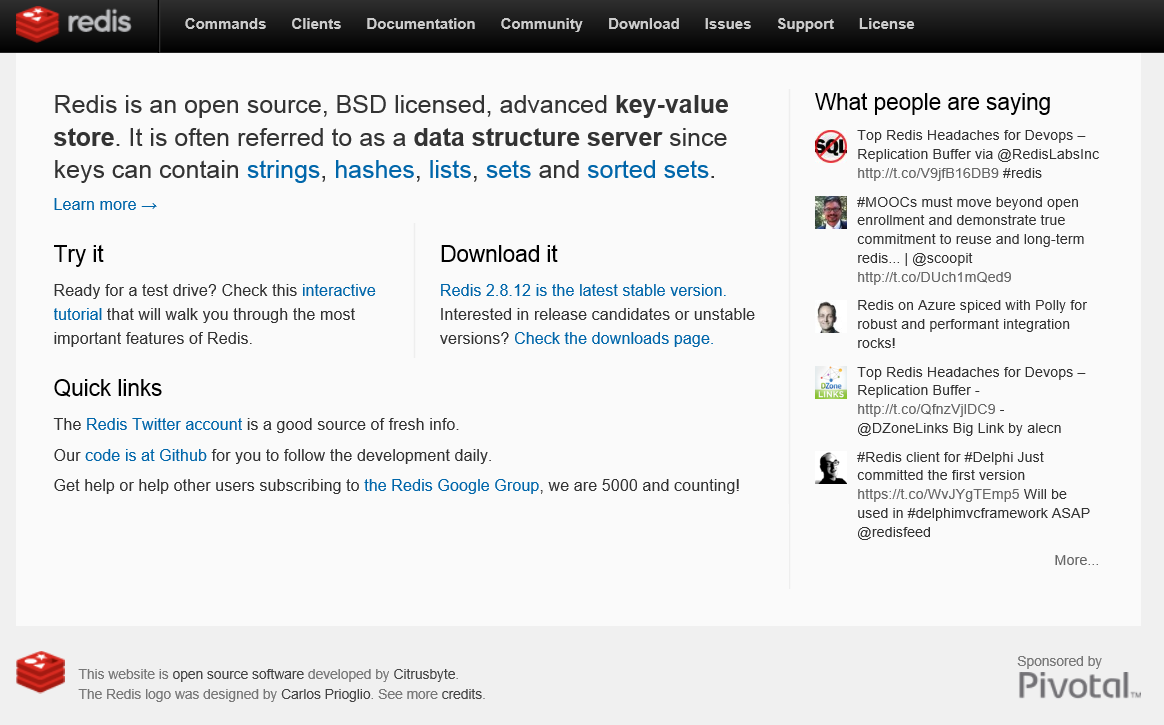 redis
Commands Clients Documentation Community Download Issues Support License
Redis is an open source, BSD licensed, advanced key-value
store. It is often referred to as a data structure server since
keys can contain strings, hashes, lists, sets and sorted sets.
Learn more →
Try it
Ready for a test drive? Check this interactive
tutorial that will walk you through the most
important features of Redis.
Download it
Redis 2.8.12 is the latest stable version.
Interested in release candidates or unstable
versions? Check the downloads page.
Quick links
The Redis Twitter account is a good source of fresh info.
Our code is at Github for you to follow the development daily.
Get help or help other users subscribing to the Redis Google Group, we are 5000 and counting!
What people are saying
SQL
Top Redis Headaches for Devops –
Replication Buffer via @RedisLabsInc
http://t.co/V9jfB16DB9 #redis
#MOOCs must move beyond open
enrollment and demonstrate true
commitment to reuse and long-term
redis... | @scoopit
http://t.co/DUch1mQed9
Redis on Azure spiced with Polly for
robust and performant integration
rocks!
DZone
LINKS
Top Redis Headaches for Devops –
Replication Buffer -
http://t.co/QfnzVjlDC9 -
@DZoneLinks Big Link by alecn
#Redis client for #Delphi Just
committed the first version
https://t.co/WvJYgTEmp5 Will be
used in #delphimvcframework ASAP
@redisfeed
More...
This website is open source software developed by Citrusbyte.
The Redis logo was designed by Carlos Prioglio. See more credits.
Sponsored by
Pivotal™